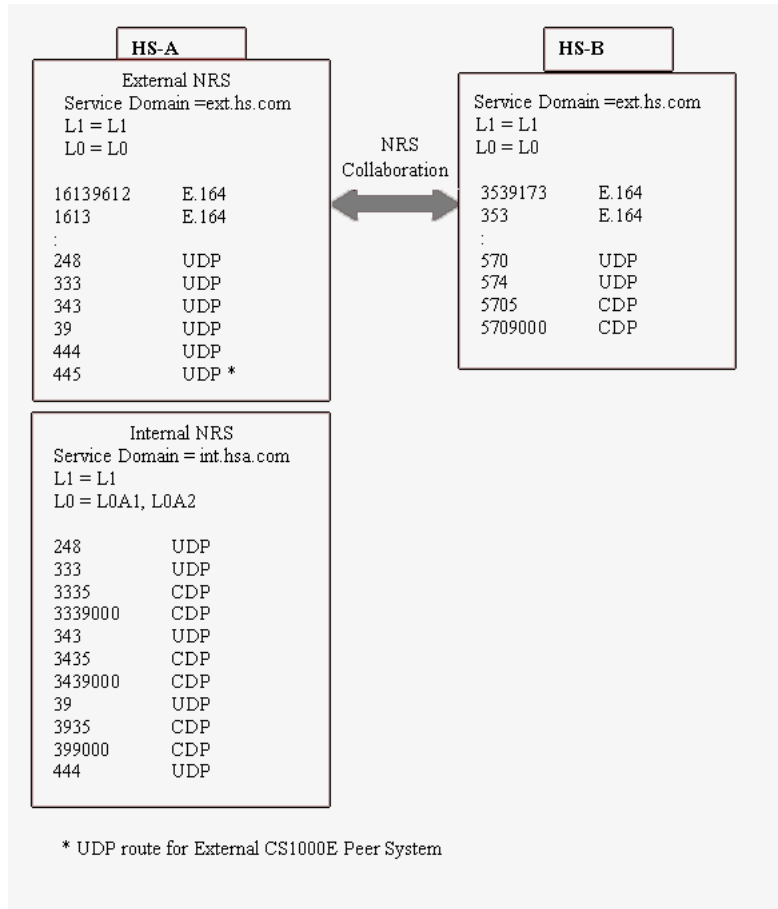 HS-A
External NRS
Service Domain =ext.hs.com
L1 = L1
L0 = L0
16139612 E.164
1613 E.164
:
248 UDP
333 UDP
343 UDP
39 UDP
444 UDP
445 UDP *
NRS
Collaboration
HS-B
Service Domain =ext.hs.com
L1 = L1
L0 = L0
3539173 E.164
353 E.164
:
570 UDP
574 UDP
5705 CDP
5709000 CDP
Internal NRS
Service Domain = int.hsa.com
L1 = L1
L0 = L0A1, L0A2
248 UDP
333 UDP
3335 CDP
3339000 CDP
343 UDP
3435 CDP
3439000 CDP
39 UDP
3935 CDP
399000 CDP
444 UDP
* UDP route for External CS1000E Peer System